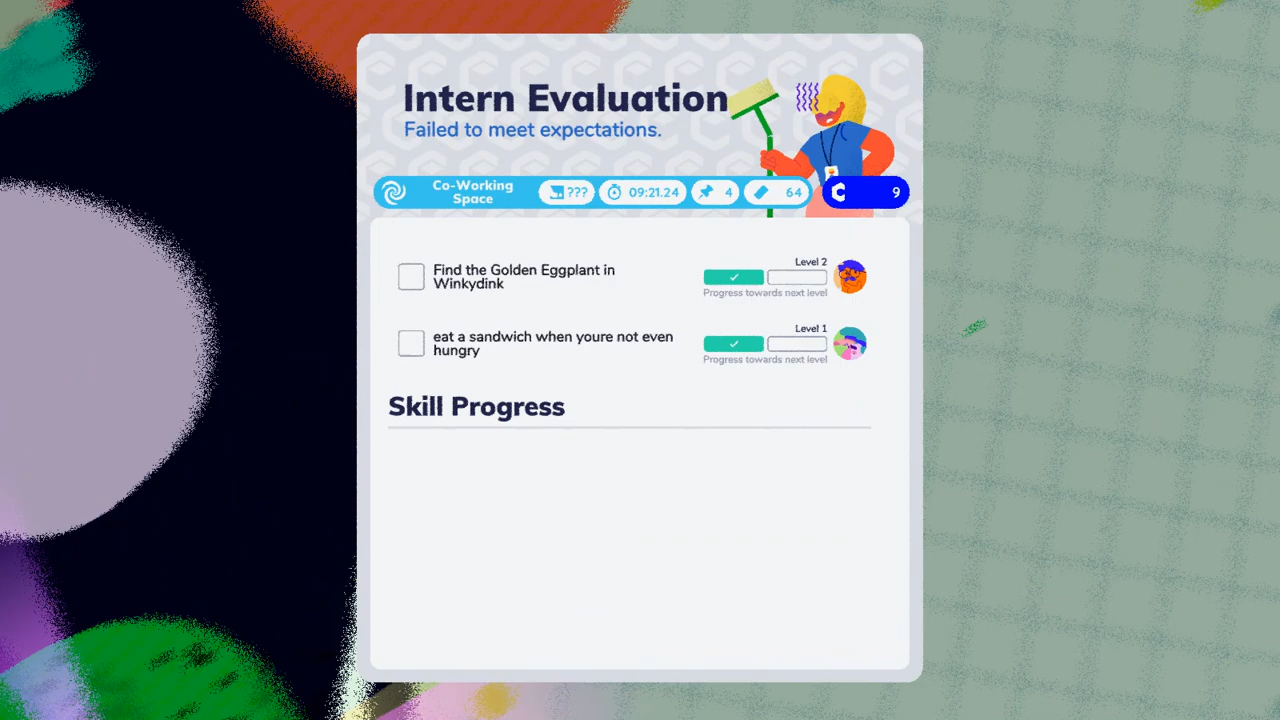 Intern Evaluation
Failed to meet expectations.
Co-Working
Space
???
09:21.24
4
64
9
Find the Golden Eggplant in
Winkydink
Level 2
Progress towards next level
eat a sandwich when youre not even
hungry
Level 1
Progress towards next level
Skill Progress